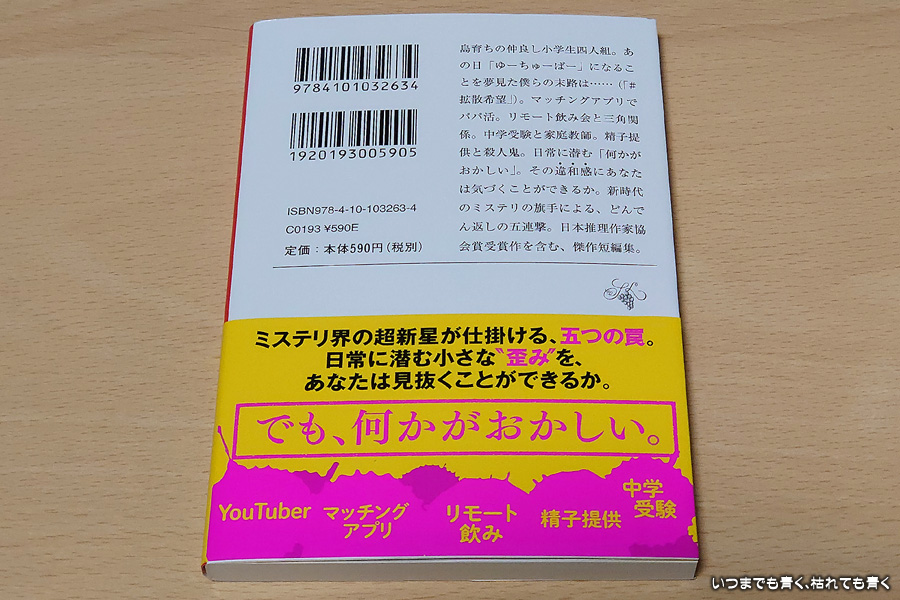 9784101032634
1920193005905
ISBN978-4-10-103263-4
C0193 ¥590E
定価：本体590円（税別）
島育ちの仲良し小学生四人組。あ
の日「ゆーちゅーばー」になるこ
とを夢見た僕らの末路は……（「＃
拡散希望」）。マッチングアプリで
パパ活。リモート飲み会と三角関
係。中学受験と家庭教師。精子提
供と殺人鬼。日常に潜む「何かが
おかしい」。その違和感にあなた
は気づくことができるか。新時代
のミステリの旗手による、どんで
ん返しの五連撃。日本推理作家協
会賞受賞作を含む、傑作短編集。
ミステリ界の超新星が仕掛ける、五つの罠。
日常に潜む小さな〝歪み〟を、
あなたは見抜くことができるか。
でも、何かがおかしい。
YouTuber
マッチング
アプリ
リモート
飲み
精子提供
中学
受験
いつまでも青く、枯れても青く